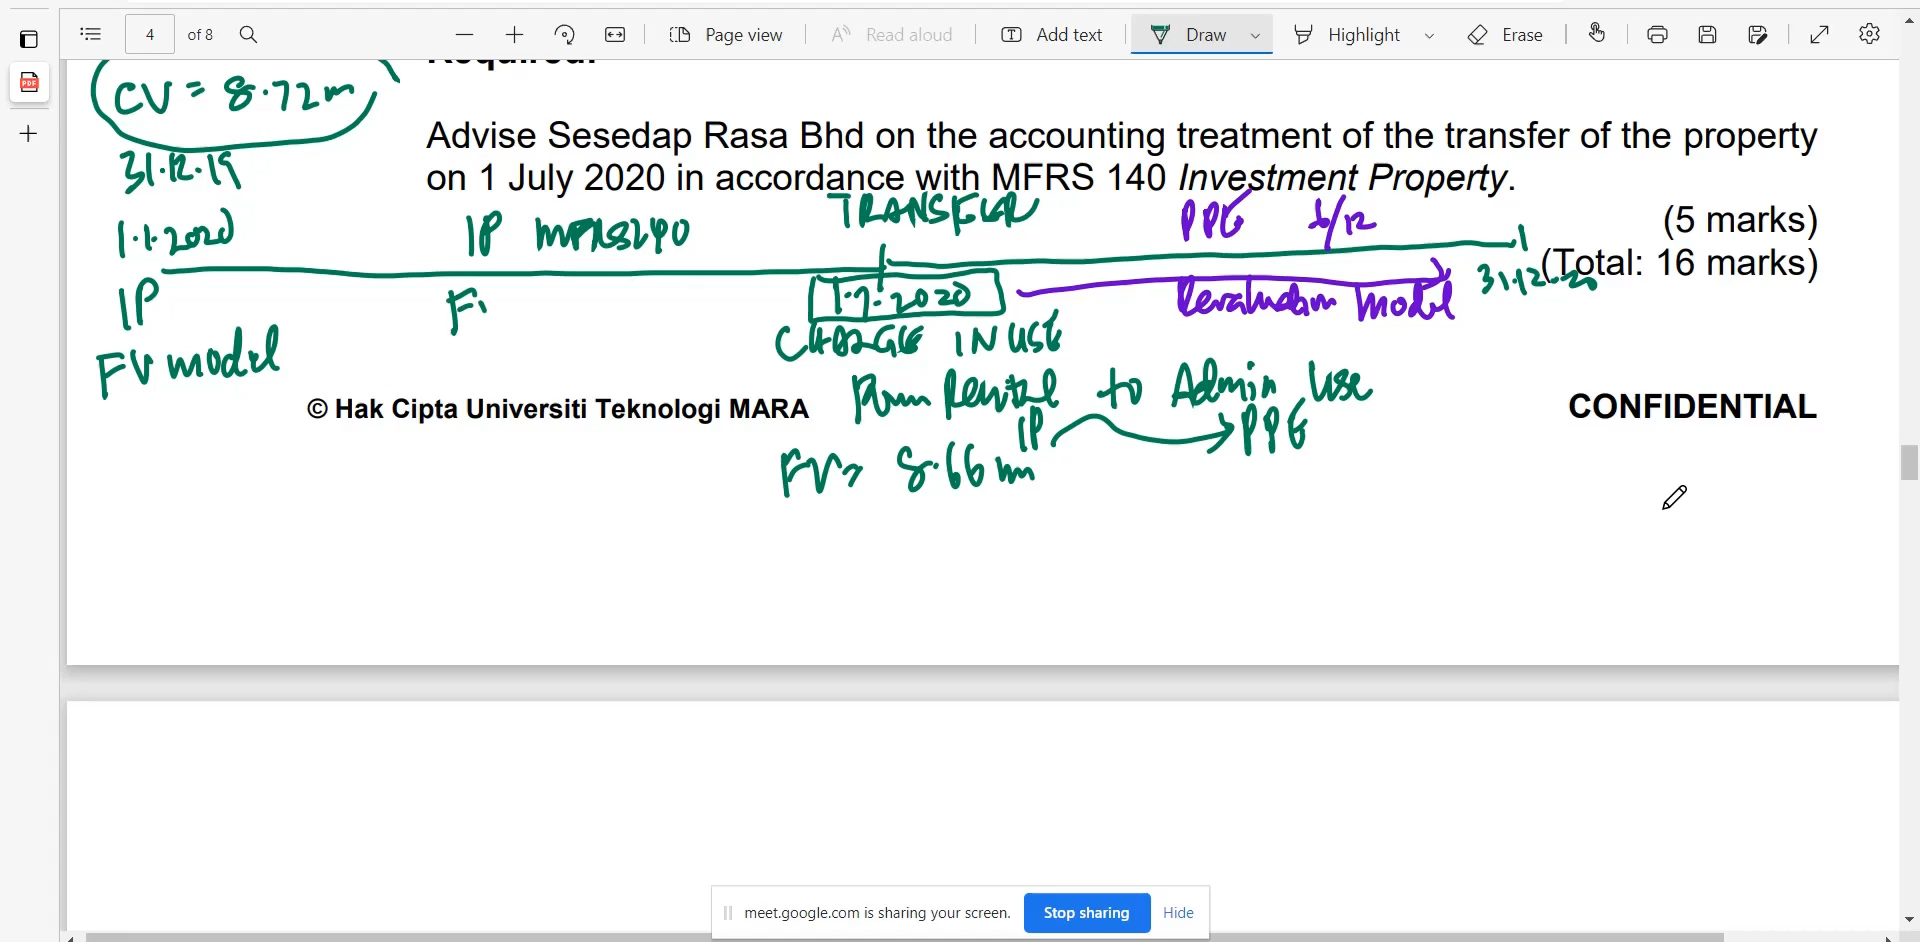 4 of 8 Page view Read aloud Add text Draw Highlight Erase
Required:
CV = 8.72m
31.12.19
Advise Sesedap Rasa Bhd on the accounting treatment of the transfer of the property
on 1 July 2020 in accordance with MFRS 140 Investment Property.
(5 marks)
(Total: 16 marks)
1.1.2020
IP
TRANSFER
PPE 6/12
IP
FV model
1.7.2020
Revaluation Model
31.12.20
CHANGE IN USE
From Rental to Admin Use
IP PPE
FV = 8.66m
© Hak Cipta Universiti Teknologi MARA
CONFIDENTIAL
PDF
meet.google.com is sharing your screen. Stop sharing Hide